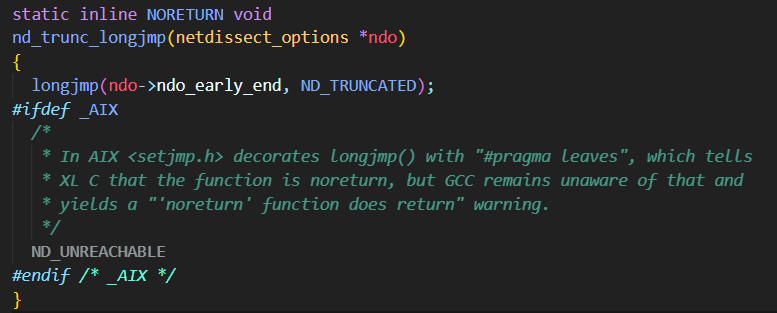 static inline NORETURN void
nd_trunc_longjmp(netdissect_options *ndo)
{
  longjmp(ndo->ndo_early_end, ND_TRUNCATED);
#ifdef _AIX
  /*
   * In AIX <setjmp.h> decorates longjmp() with "#pragma leaves", which tells
   * XL C that the function is noreturn, but GCC remains unaware of that and
   * yields a "'noreturn' function does return" warning.
   */
  ND_UNREACHABLE
#endif /* _AIX */
}